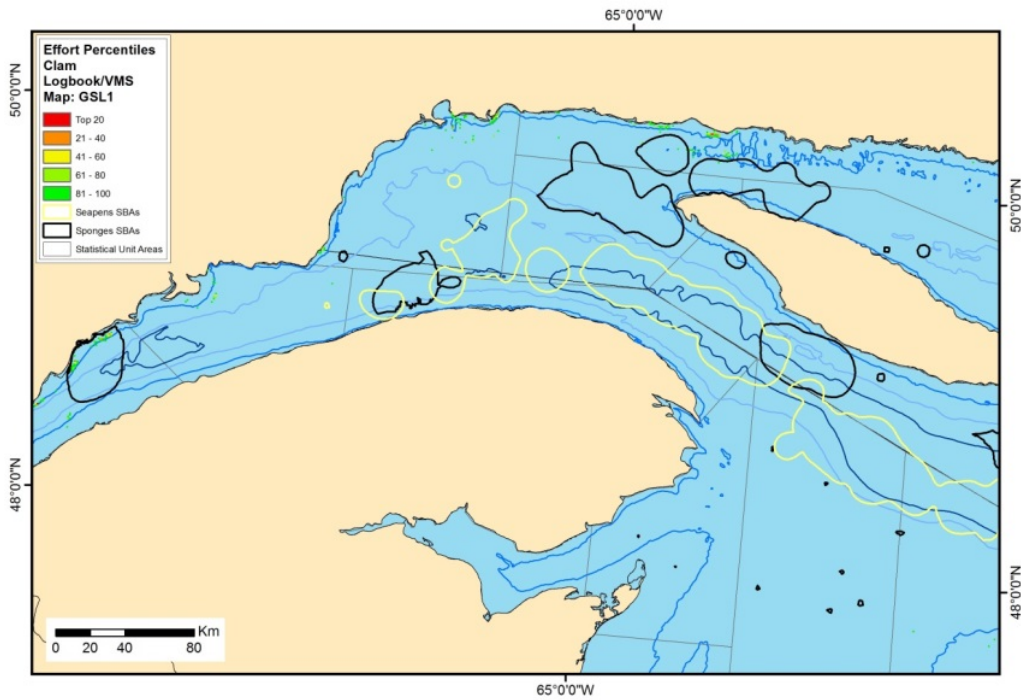 65°0'0"W
Effort Percentiles
Clam
Logbook/VMS
Map: GSL1
Top 20
21 - 40
41 - 60
61 - 80
81 - 100
Seapens SBAs
Sponges SBAs
Statistical Unit Areas
50°0'0"N
50°0'0"N
48°0'0"N
48°0'0"N
Km
0 20 40 80
65°0'0"W